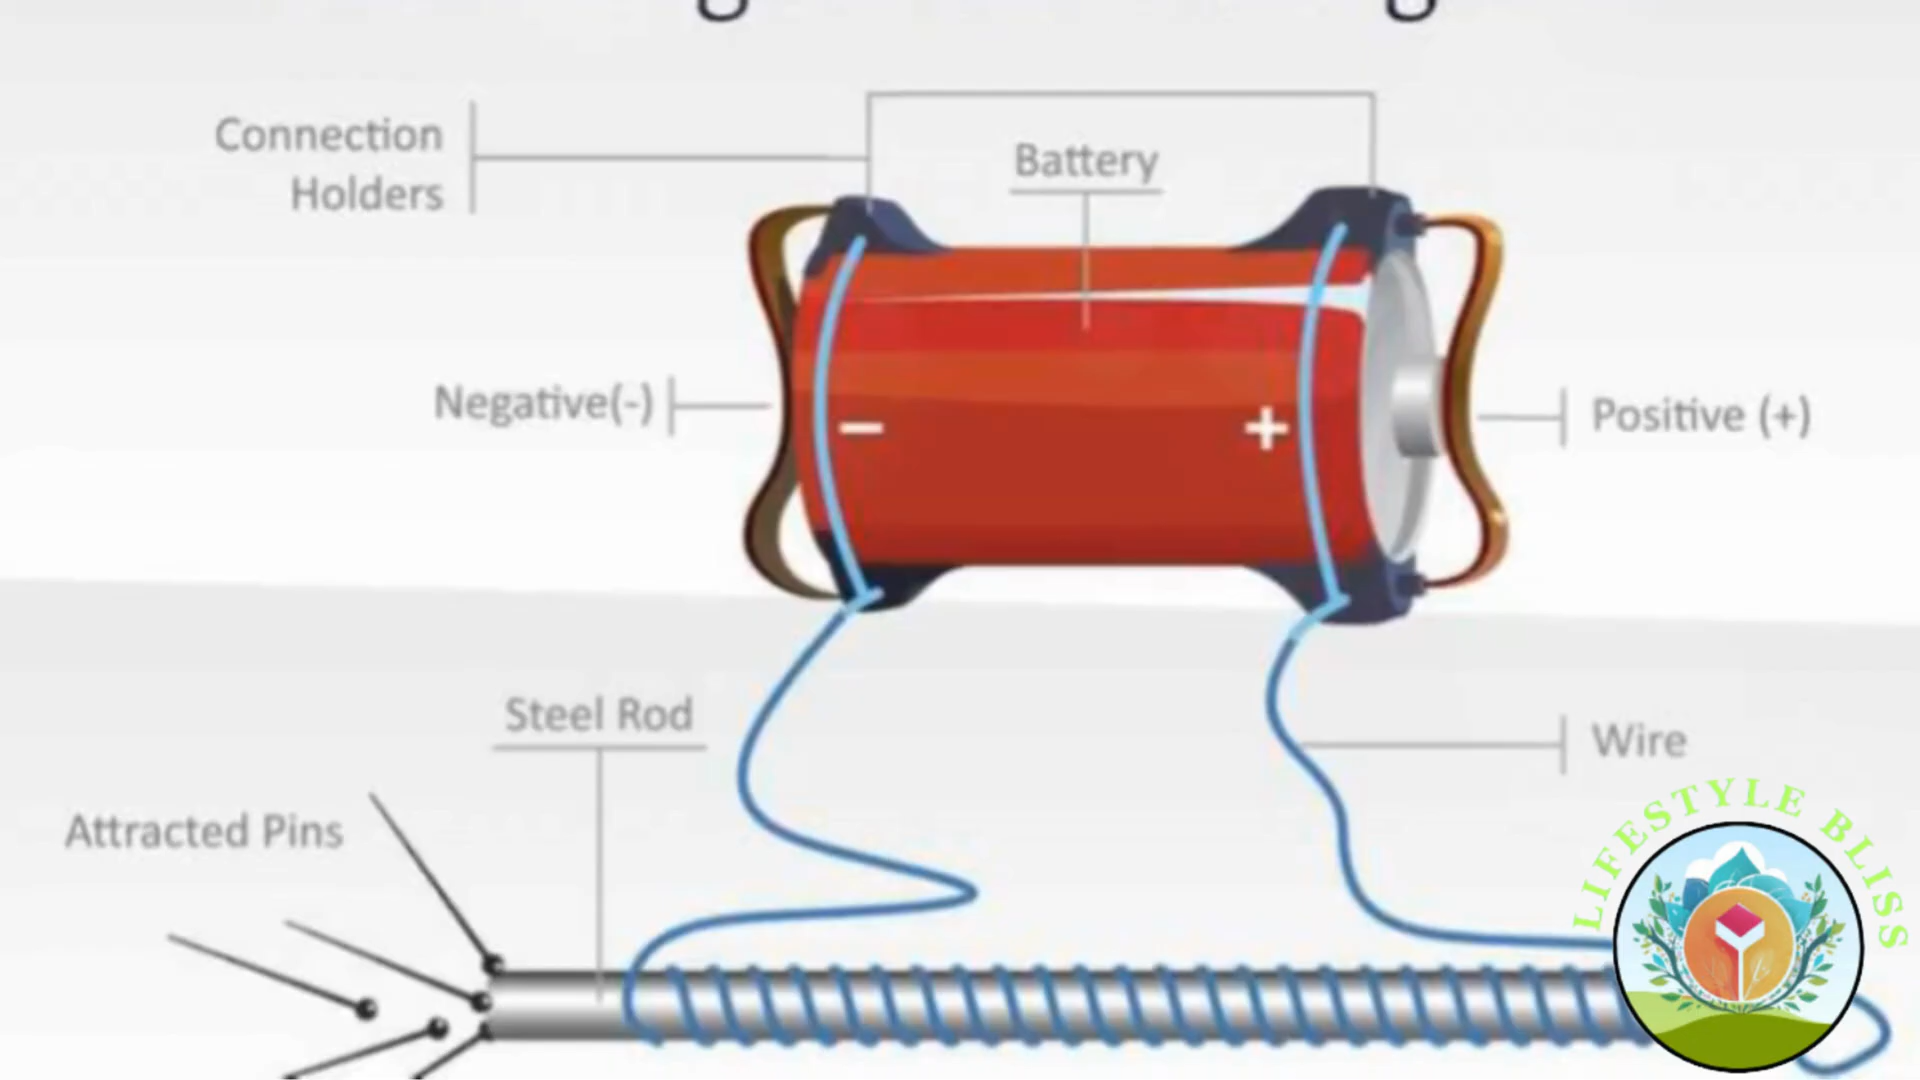 Connection
Holders
Battery
Negative(-)
−
+
Positive (+)
Steel Rod
Wire
Attracted Pins
LIFESTYLE BLISS